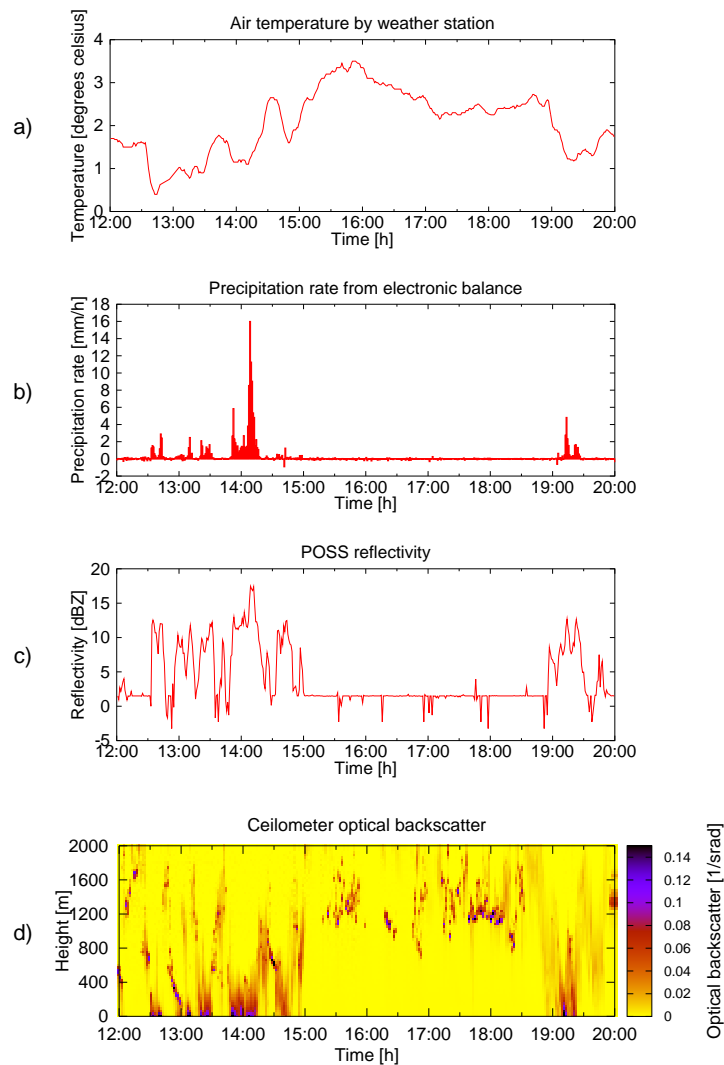 Air temperature by weather station
a)
Temperature [degrees celsius]
4
3
2
1
0
12:00 13:00 14:00 15:00 16:00 17:00 18:00 19:00 20:00
Time [h]
Precipitation rate from electronic balance
b)
Precipitation rate [mm/h]
18
16
14
12
10
8
6
4
2
0
-2
12:00 13:00 14:00 15:00 16:00 17:00 18:00 19:00 20:00
Time [h]
POSS reflectivity
c)
Reflectivity [dBZ]
20
15
10
5
0
-5
12:00 13:00 14:00 15:00 16:00 17:00 18:00 19:00 20:00
Time [h]
Ceilometer optical backscatter
d)
Height [m]
2000
1600
1200
800
400
0
12:00 13:00 14:00 15:00 16:00 17:00 18:00 19:00 20:00
Time [h]
0.14
0.12
0.1
0.08
0.06
0.04
0.02
0
Optical backscatter [1/srad]